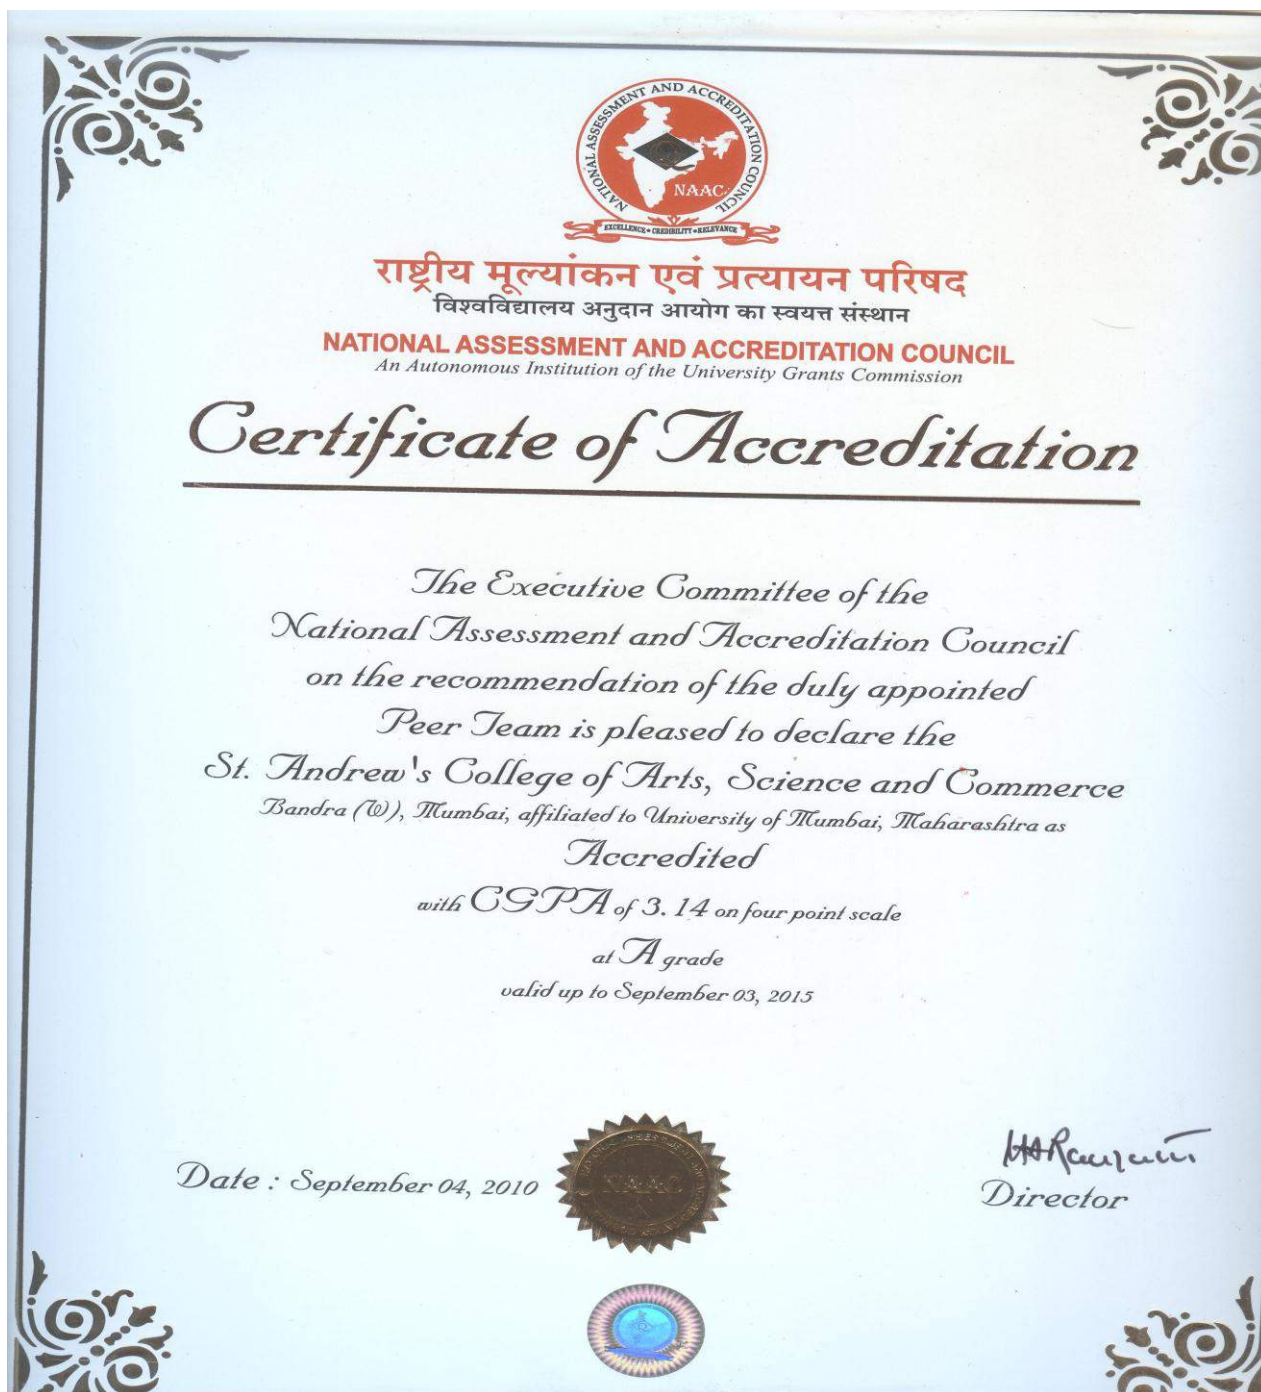 NATIONAL ASSESSMENT AND ACCREDITATION COUNCIL
NAAC
EXCELLENCE • CREDIBILITY • RELEVANCE
राष्ट्रीय मूल्यांकन एवं प्रत्यायन परिषद
विश्वविद्यालय अनुदान आयोग का स्वयत्त संस्थान
NATIONAL ASSESSMENT AND ACCREDITATION COUNCIL
An Autonomous Institution of the University Grants Commission
Certificate of Accreditation
The Executive Committee of the
National Assessment and Accreditation Council
on the recommendation of the duly appointed
Peer Team is pleased to declare the
St. Andrew's College of Arts, Science and Commerce
Bandra (W), Mumbai, affiliated to University of Mumbai, Maharashtra as
Accredited
with CGPA of 3.14 on four point scale
at A grade
valid up to September 03, 2015
Date : September 04, 2010
NAAC
Director